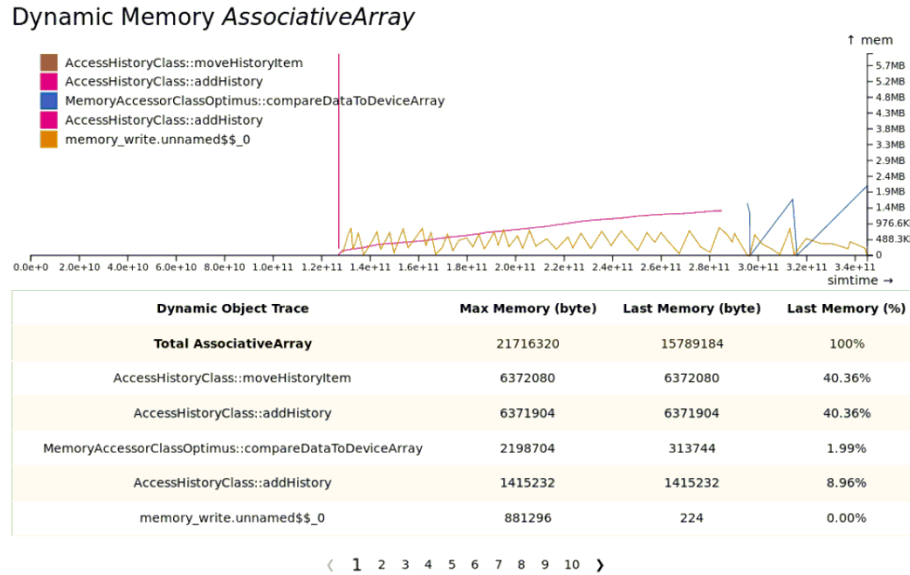 Dynamic Memory AssociativeArray
↑ mem
AccessHistoryClass::moveHistoryItem
AccessHistoryClass::addHistory
MemoryAccessorClassOptimus::compareDataToDeviceArray
AccessHistoryClass::addHistory
memory_write.unnamed$$_0
5.7MB
5.2MB
4.8MB
4.3MB
3.8MB
3.3MB
2.9MB
2.4MB
1.9MB
1.4MB
976.6K
488.3K
0
0.0e+0 2.0e+10 4.0e+10 6.0e+10 8.0e+10 1.0e+11 1.2e+11 1.4e+11 1.6e+11 1.8e+11 2.0e+11 2.2e+11 2.4e+11 2.6e+11 2.8e+11 3.0e+11 3.2e+11 3.4e+11
simtime →
Dynamic Object Trace Max Memory (byte) Last Memory (byte) Last Memory (%)
Total AssociativeArray 21716320 15789184 100%
AccessHistoryClass::moveHistoryItem 6372080 6372080 40.36%
AccessHistoryClass::addHistory 6371904 6371904 40.36%
MemoryAccessorClassOptimus::compareDataToDeviceArray 2198704 313744 1.99%
AccessHistoryClass::addHistory 1415232 1415232 8.96%
memory_write.unnamed$$_0 881296 224 0.00%
❮ 1 2 3 4 5 6 7 8 9 10 ❯